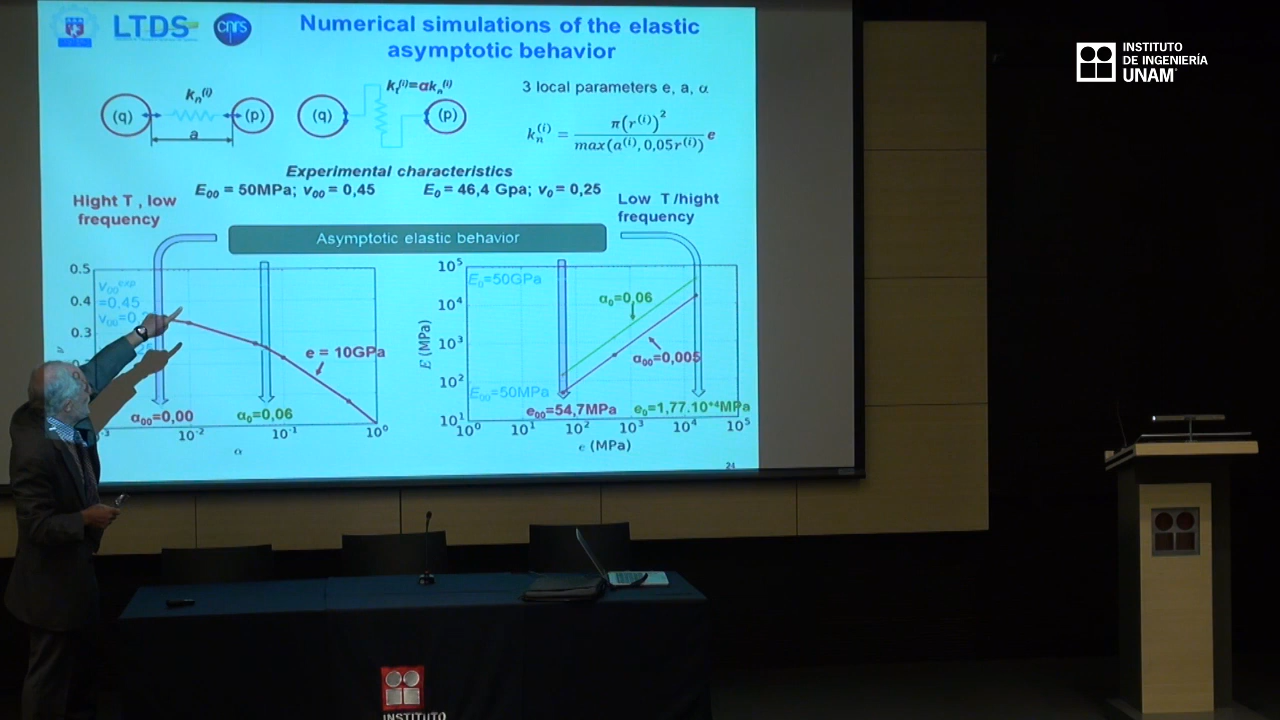 INSTITUTO
DE INGENIERÍA
UNAM
LTDS
cnrs
Numerical simulations of the elastic
asymptotic behavior
kₙ⁽ⁱ⁾
(q)
(p)
a
kₜ⁽ⁱ⁾=αkₙ⁽ⁱ⁾
(q)
(p)
3 local parameters e, a, α
kₙ⁽ⁱ⁾ = π(r⁽ⁱ⁾)² / max(a⁽ⁱ⁾, 0,05r⁽ⁱ⁾) e
Experimental characteristics
E₀₀ = 50MPa; ν₀₀ = 0,45
E₀ = 46,4 Gpa; ν₀ = 0,25
Hight T , low
frequency
Low T /hight
frequency
Asymptotic elastic behavior
0.5
0.4
0.3
ν₀₀ᵉˣᵖ
=0,45
e = 10GPa
α₀₀=0,00
α₀=0,06
10⁻²
10⁻¹
10⁰
α
10⁵
10⁴
10³
10²
10¹
E (MPa)
E₀=50GPa
α₀=0,06
α₀₀=0,005
E₀₀=50MPa
e₀₀=54,7MPa
e₀=1,77.10⁺⁴MPa
10⁰
10¹
10²
10³
10⁴
10⁵
e (MPa)
24
INSTITUTO